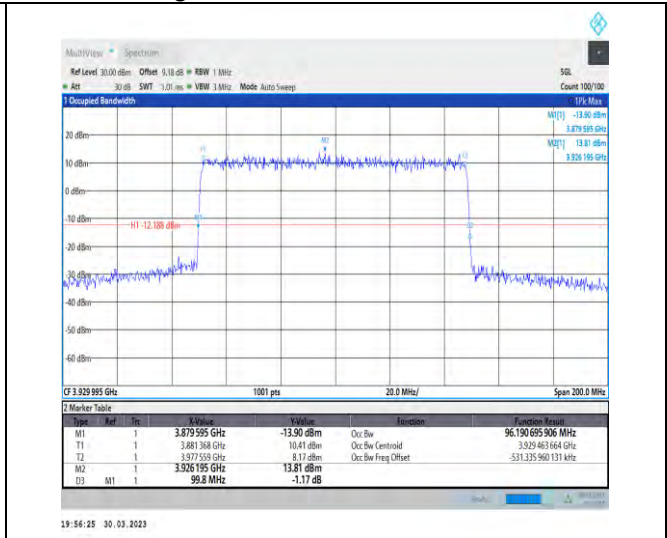 MultiView Spectrum
Ref Level 30.00 dBm Offset 9.18 dB RBW 1 MHz SGL
Att 30 dB SWT 1.01 ms VBW 3 MHz Mode Auto Sweep Count 100/100
1 Occupied Bandwidth 1Pk Max
M1[1] -13.90 dBm
3.879 595 GHz
M2[1] 13.81 dBm
3.926 195 GHz
20 dBm
M2
10 dBm
0 dBm
-10 dBm
M1
H1 -12.188 dBm
-20 dBm
-30 dBm
-40 dBm
-50 dBm
-60 dBm
CF 3.929 995 GHz 1001 pts 20.0 MHz/ Span 200.0 MHz
2 Marker Table
Type Ref Trc X-Value Y-Value Function Function Result
M1 1 3.879 595 GHz -13.90 dBm Occ Bw 96.190 695 906 MHz
T1 1 3.881 368 GHz 10.41 dBm Occ Bw Centroid 3.929 463 664 GHz
T2 1 3.977 559 GHz 8.17 dBm Occ Bw Freq Offset -531.335 960 131 kHz
M2 1 3.926 195 GHz 13.81 dBm
D3 M1 1 99.8 MHz -1.17 dB
19:56:25 30.03.2023